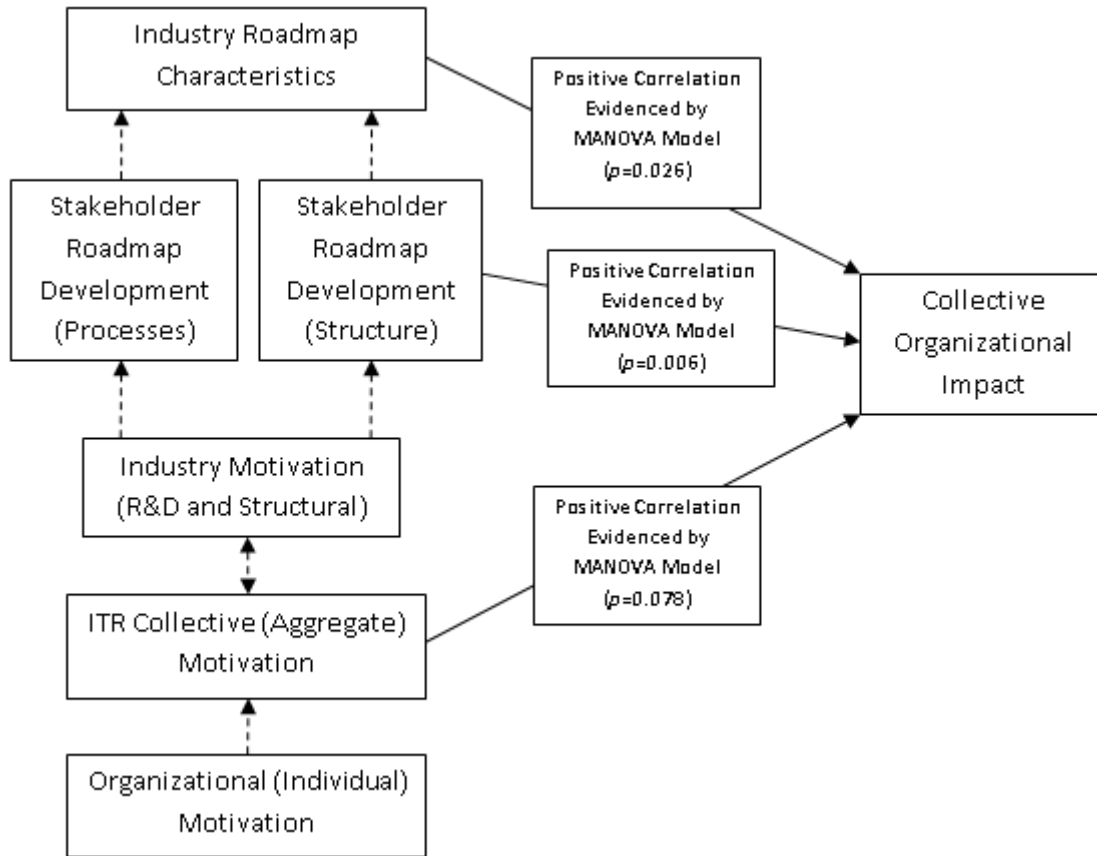 Industry Roadmap
Characteristics
Positive Correlation
Evidenced by
MANOVA Model
(p=0.026)
Stakeholder
Roadmap
Development
(Processes)
Stakeholder
Roadmap
Development
(Structure)
Positive Correlation
Evidenced by
MANOVA Model
(p=0.006)
Collective
Organizational
Impact
Industry Motivation
(R&D and Structural)
Positive Correlation
Evidenced by
MANOVA Model
(p=0.078)
ITR Collective (Aggregate)
Motivation
Organizational (Individual)
Motivation